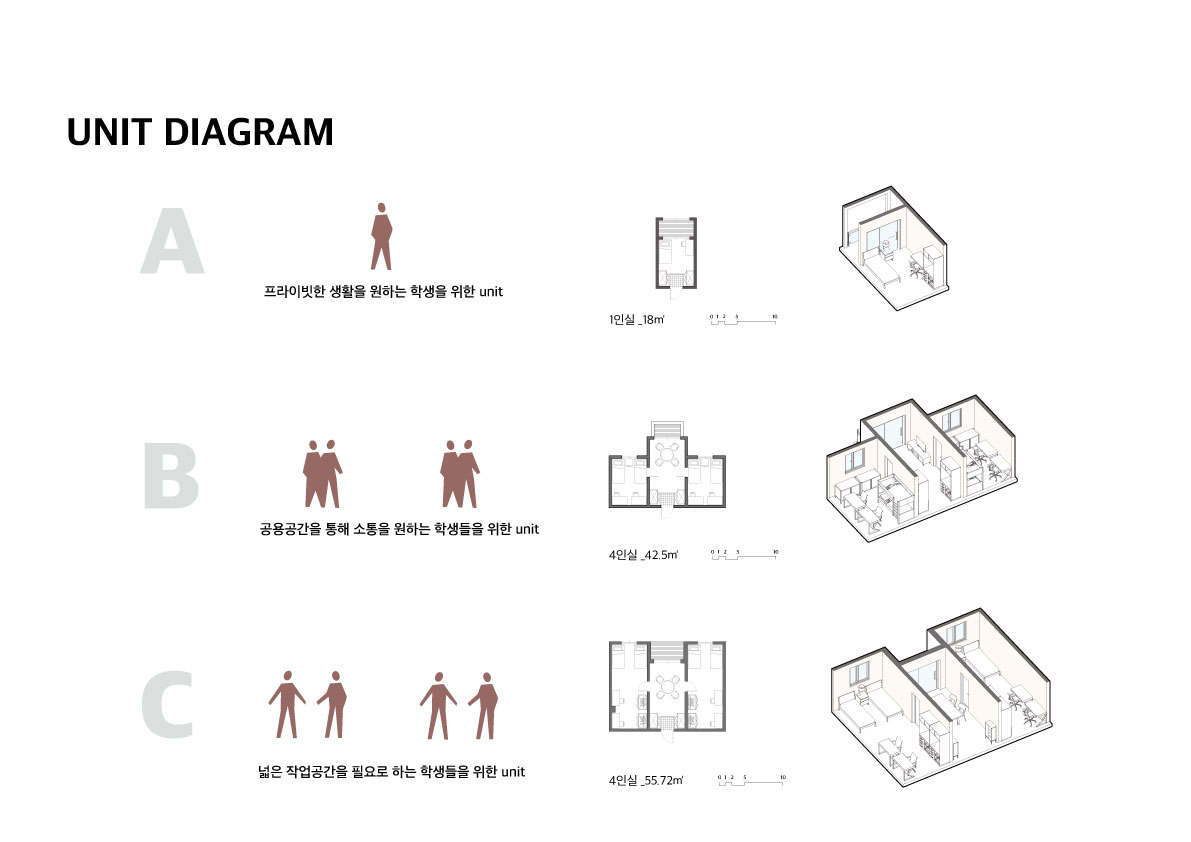 UNIT DIAGRAM
A
프라이빗한 생활을 원하는 학생을 위한 unit
1인실 _18㎡
0 1 2 5 10
B
공용공간을 통해 소통을 원하는 학생들을 위한 unit
4인실 _42.5㎡
0 1 2 5 10
C
넓은 작업공간을 필요로 하는 학생들을 위한 unit
4인실 _55.72㎡
0 1 2 5 10